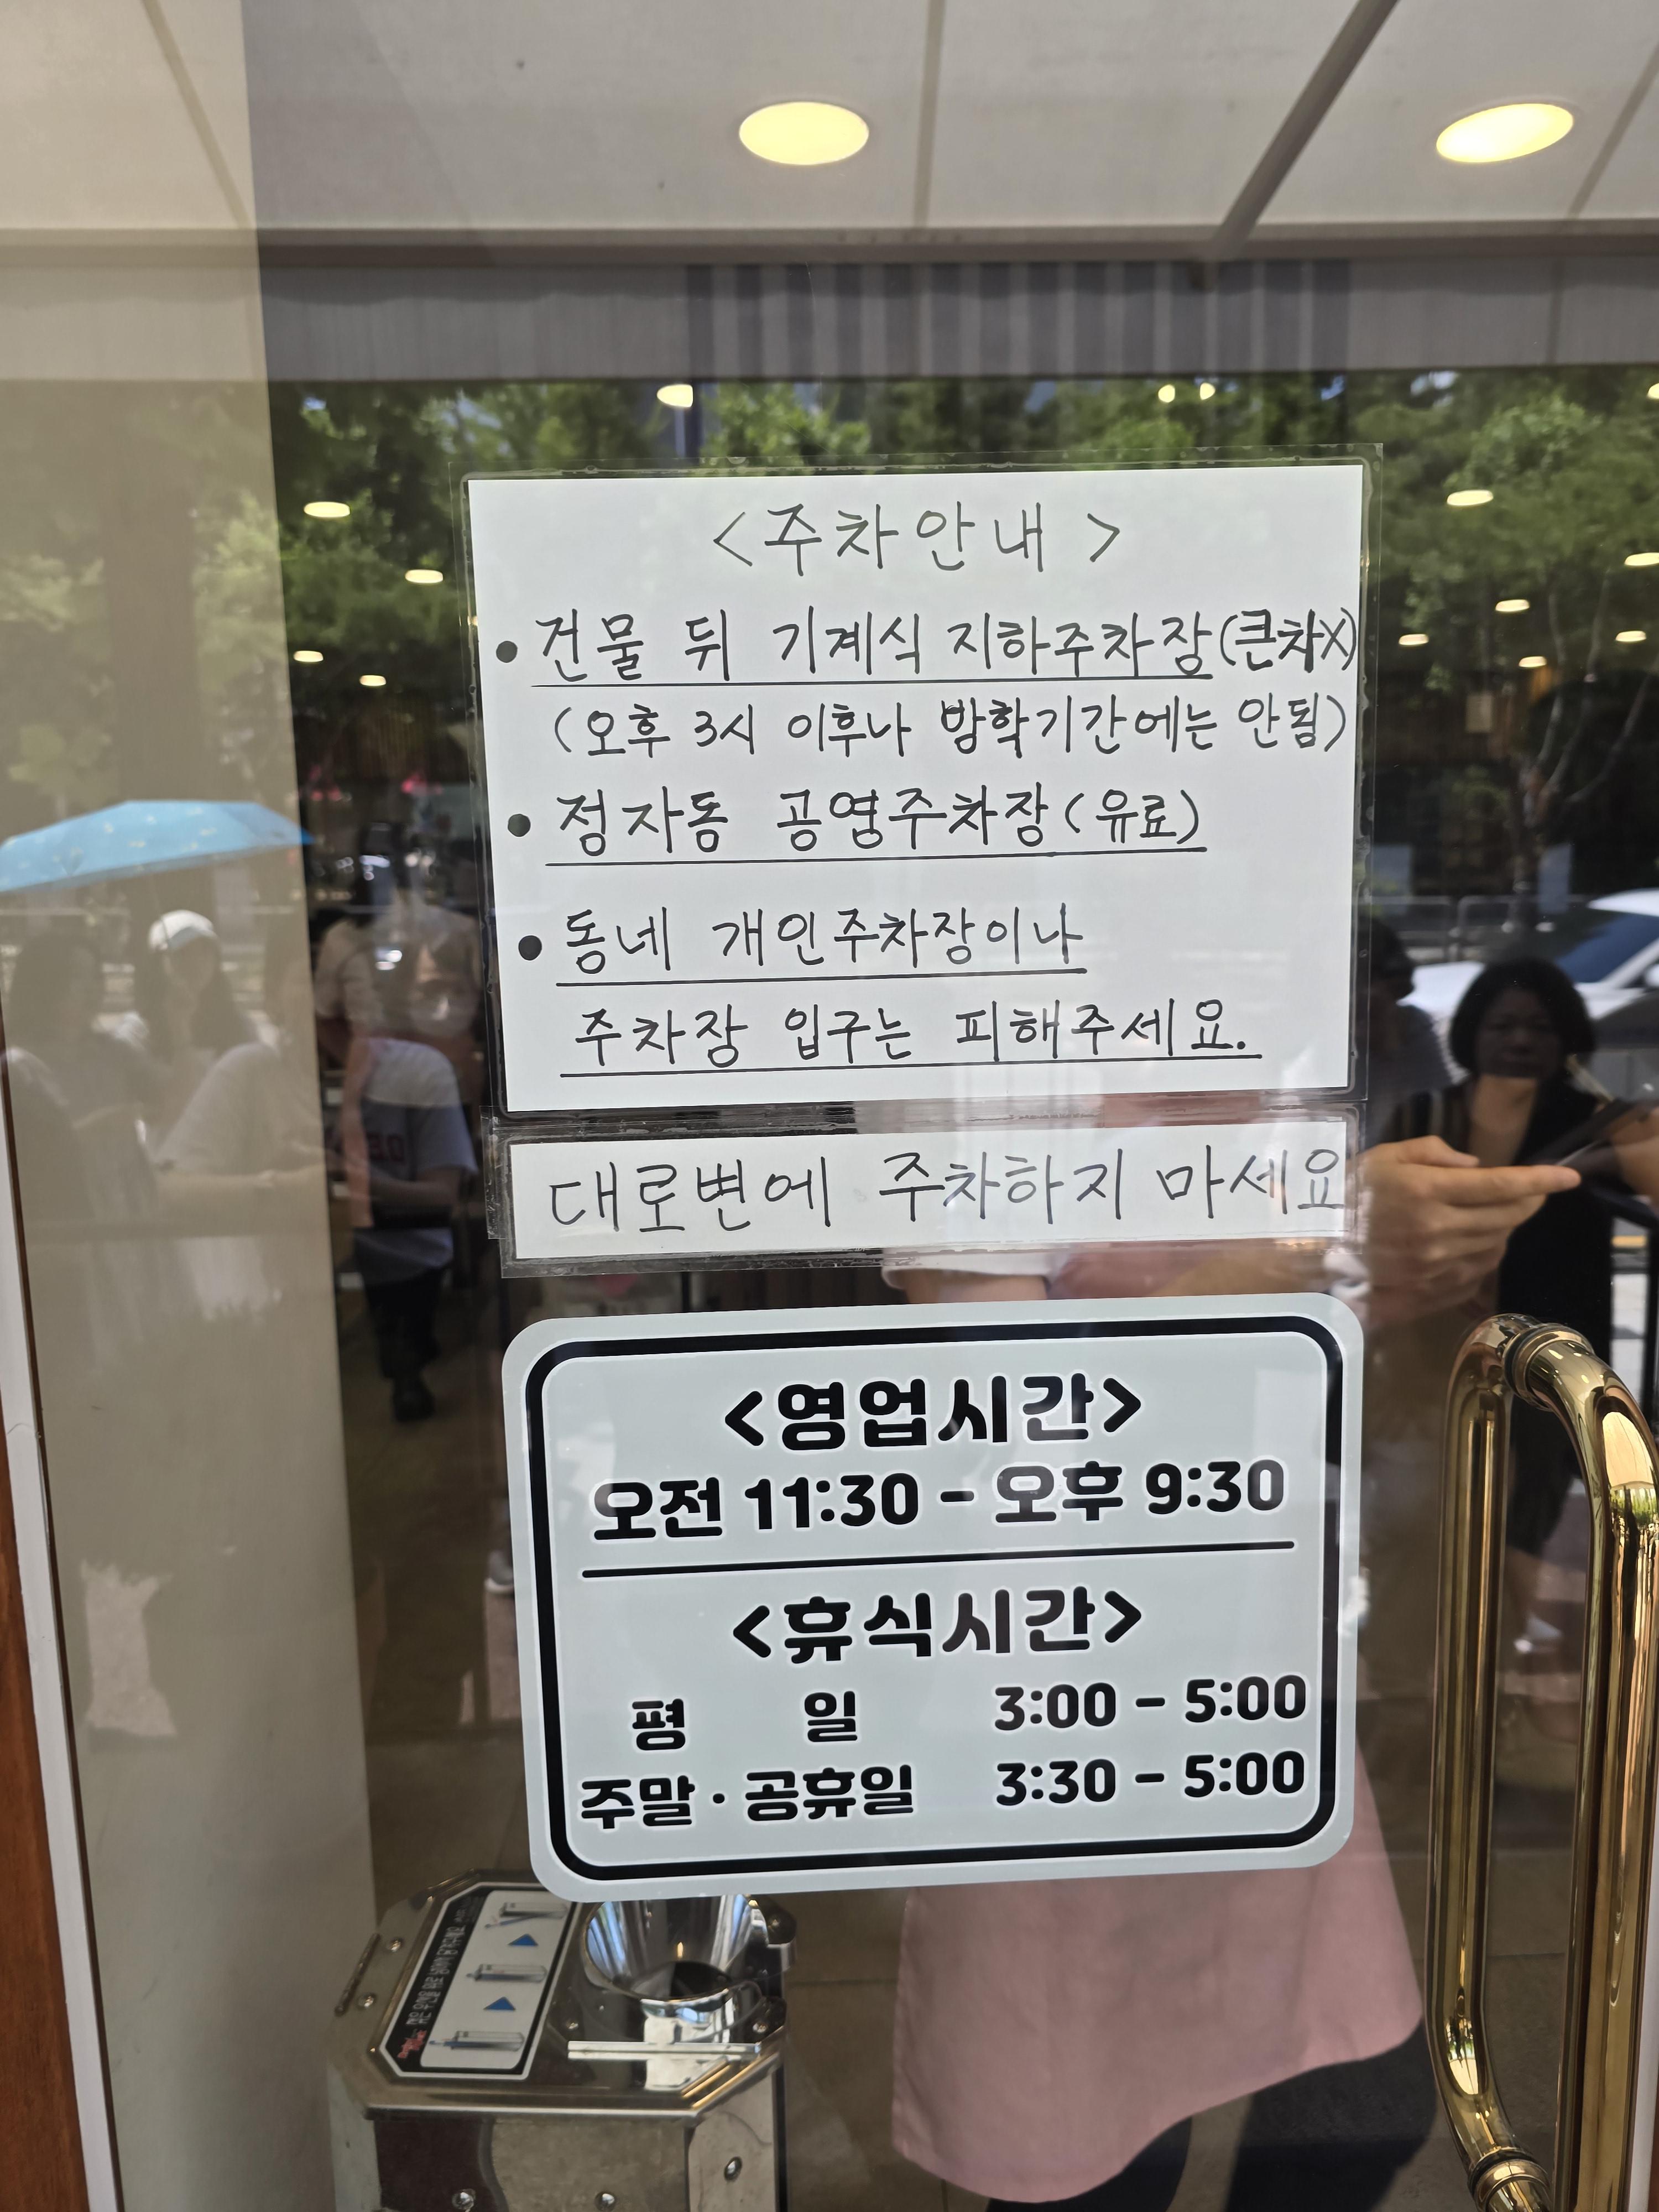 <주차안내>
• 건물 뒤 기계식 지하주차장(큰차X)
(오후 3시 이후나 방학기간에는 안됨)
• 정자동 공영주차장(유료)
• 동네 개인주차장이나
주차장 입구는 피해주세요.
대로변에 주차하지 마세요
<영업시간>
오전 11:30 - 오후 9:30
<휴식시간>
평 일 3:00 - 5:00
주말·공휴일 3:30 - 5:00